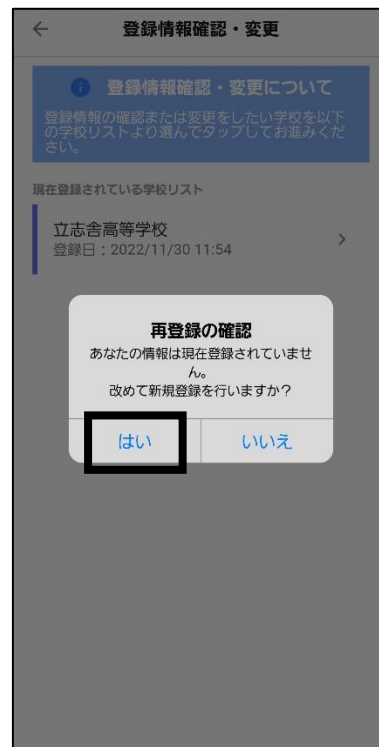 登録情報確認・変更
登録情報確認・変更について
登録情報の確認または変更をしたい学校を以下
の学校リストより選んでタップしてお進みくだ
さい。
現在登録されている学校リスト
立志舎高等学校
登録日：2022/11/30 11:54
再登録の確認
あなたの情報は現在登録されていませ
ん。
改めて新規登録を行いますか？
はい いいえ